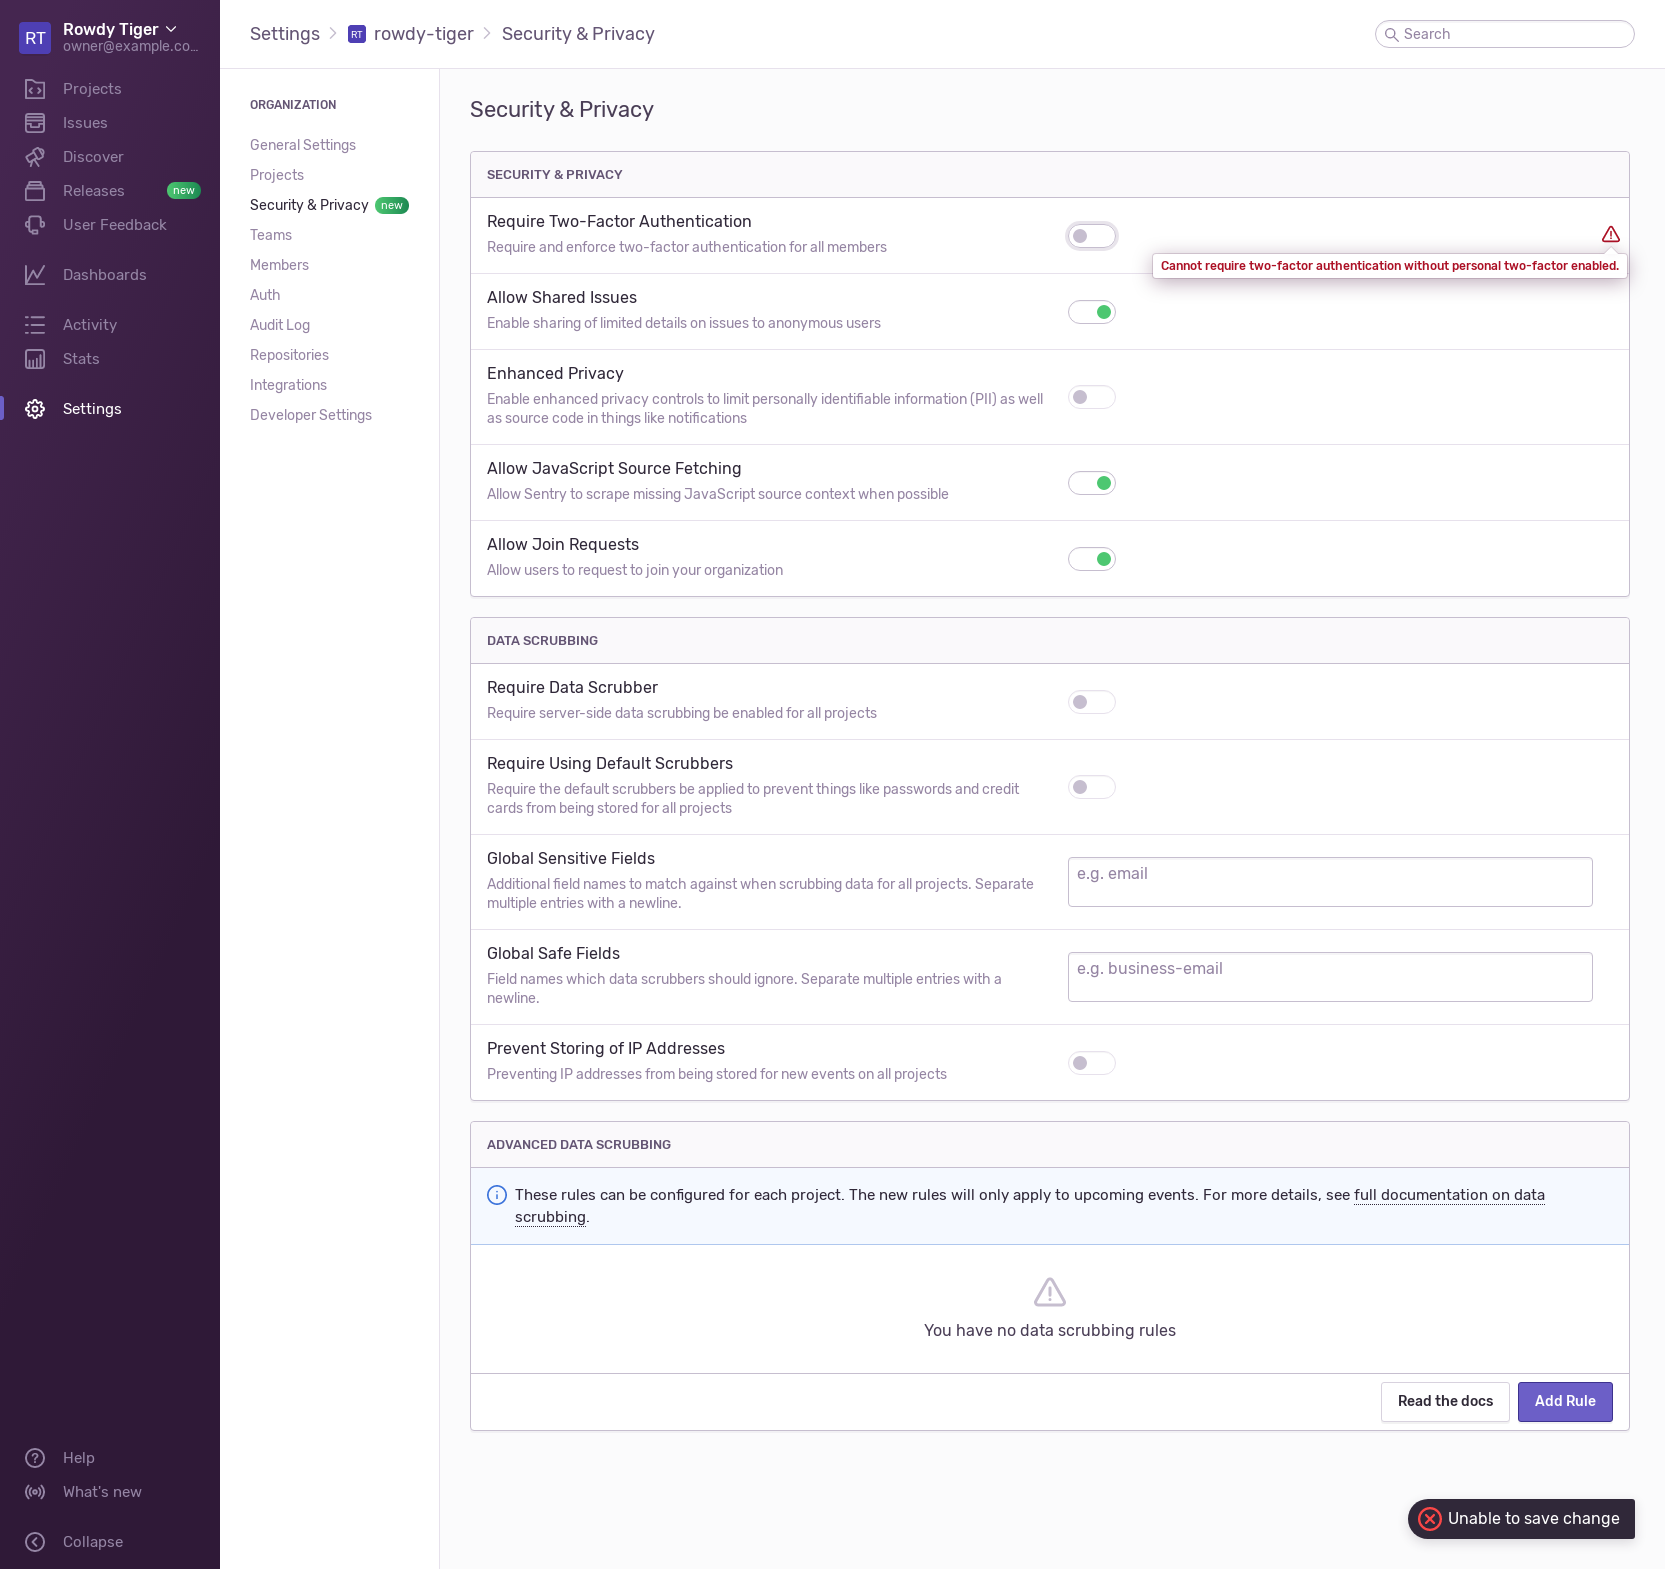 RT
Rowdy Tiger
owner@example.co...
Projects
Issues
Discover
Releases
new
User Feedback
Dashboards
Activity
Stats
Settings
Help
What's new
Collapse
Settings
RT
rowdy-tiger
Security & Privacy
Search
ORGANIZATION
General Settings
Projects
Security & Privacy
new
Teams
Members
Auth
Audit Log
Repositories
Integrations
Developer Settings
Security & Privacy
SECURITY & PRIVACY
Require Two-Factor Authentication
Require and enforce two-factor authentication for all members
Cannot require two-factor authentication without personal two-factor enabled.
Allow Shared Issues
Enable sharing of limited details on issues to anonymous users
Enhanced Privacy
Enable enhanced privacy controls to limit personally identifiable information (PII) as well
as source code in things like notifications
Allow JavaScript Source Fetching
Allow Sentry to scrape missing JavaScript source context when possible
Allow Join Requests
Allow users to request to join your organization
DATA SCRUBBING
Require Data Scrubber
Require server-side data scrubbing be enabled for all projects
Require Using Default Scrubbers
Require the default scrubbers be applied to prevent things like passwords and credit
cards from being stored for all projects
Global Sensitive Fields
Additional field names to match against when scrubbing data for all projects. Separate
multiple entries with a newline.
e.g. email
Global Safe Fields
Field names which data scrubbers should ignore. Separate multiple entries with a
newline.
e.g. business-email
Prevent Storing of IP Addresses
Preventing IP addresses from being stored for new events on all projects
ADVANCED DATA SCRUBBING
These rules can be configured for each project. The new rules will only apply to upcoming events. For more details, see full documentation on data
scrubbing.
You have no data scrubbing rules
Read the docs
Add Rule
Unable to save change